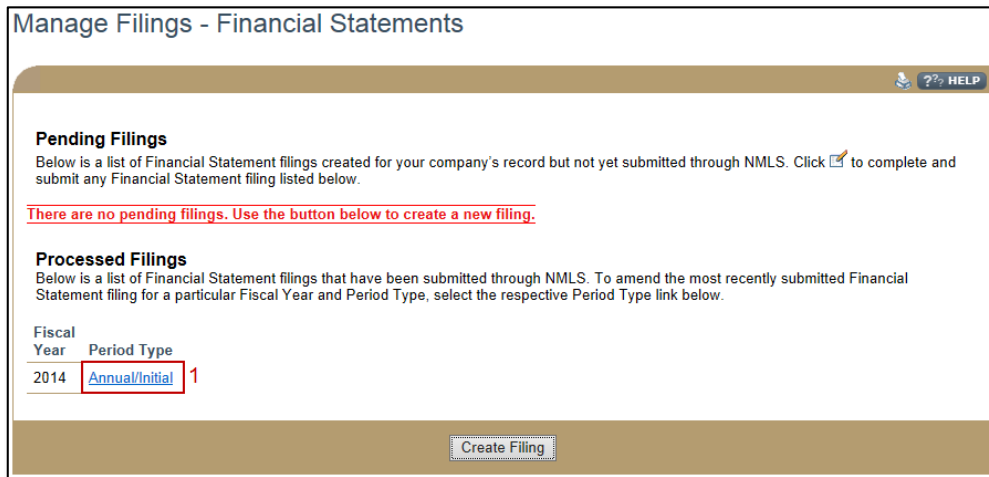 Manage Filings - Financial Statements
??? HELP
Pending Filings
Below is a list of Financial Statement filings created for your company's record but not yet submitted through NMLS. Click to complete and
submit any Financial Statement filing listed below.
There are no pending filings. Use the button below to create a new filing.
Processed Filings
Below is a list of Financial Statement filings that have been submitted through NMLS. To amend the most recently submitted Financial
Statement filing for a particular Fiscal Year and Period Type, select the respective Period Type link below.
Fiscal
Year Period Type
2014 Annual/Initial 1
Create Filing